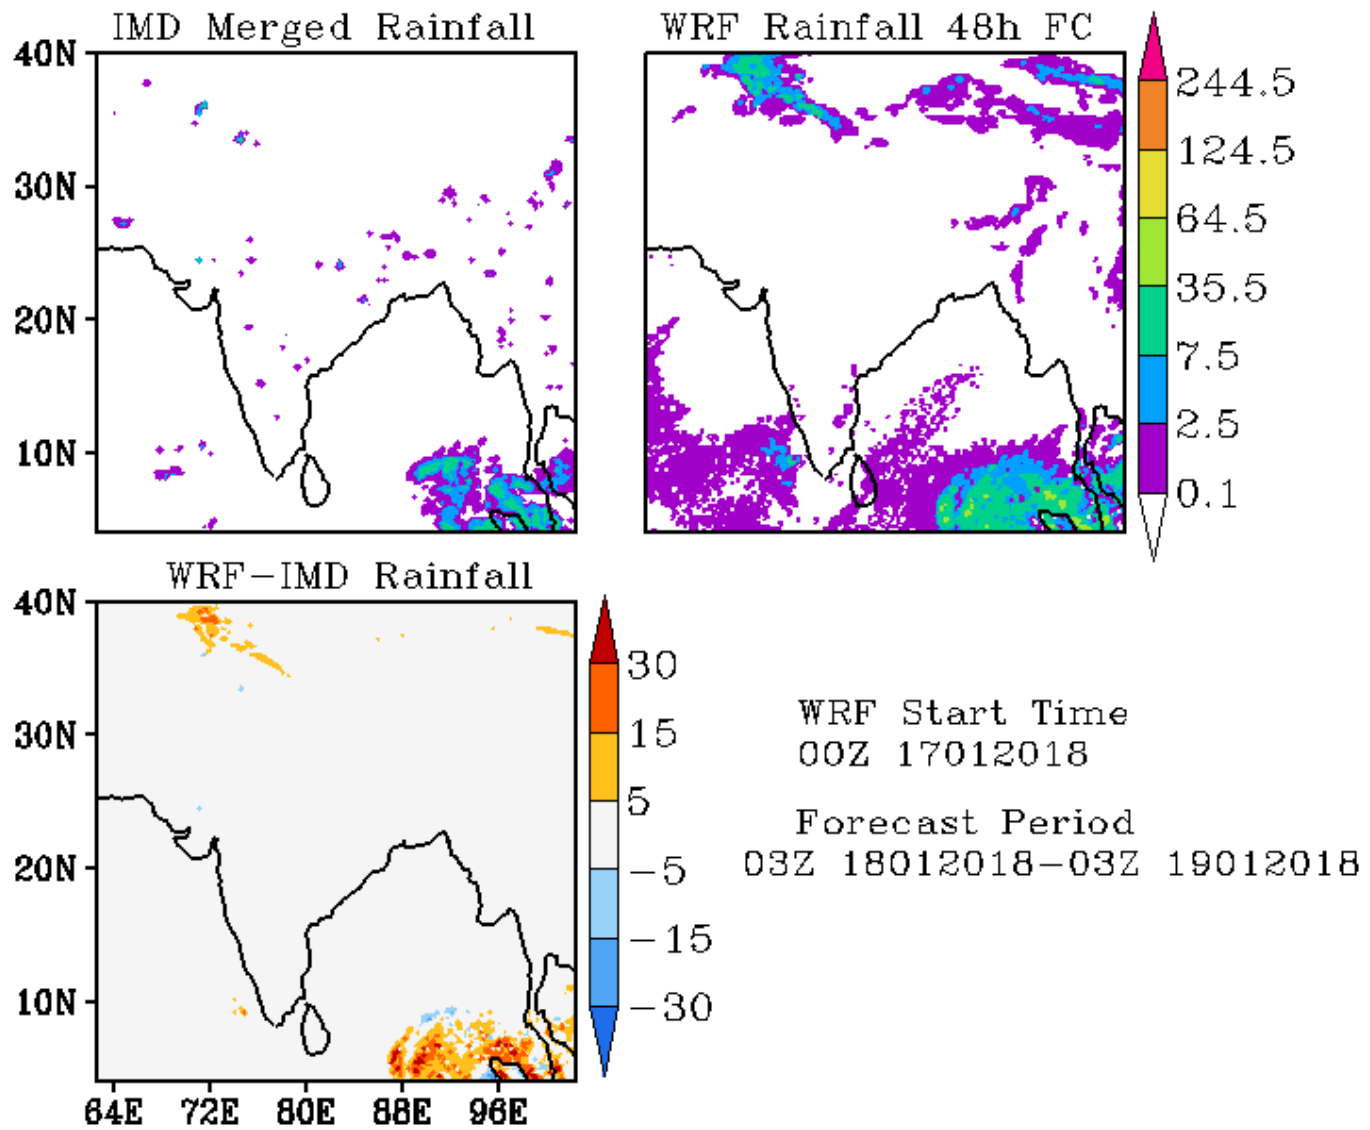 IMD Merged Rainfall
WRF Rainfall 48h FC
40N
30N
20N
10N
244.5
124.5
64.5
35.5
7.5
2.5
0.1
WRF-IMD Rainfall
40N
30N
20N
10N
64E 72E 80E 88E 96E
30
15
5
-5
-15
-30
WRF Start Time
00Z 17012018
Forecast Period
03Z 18012018-03Z 19012018